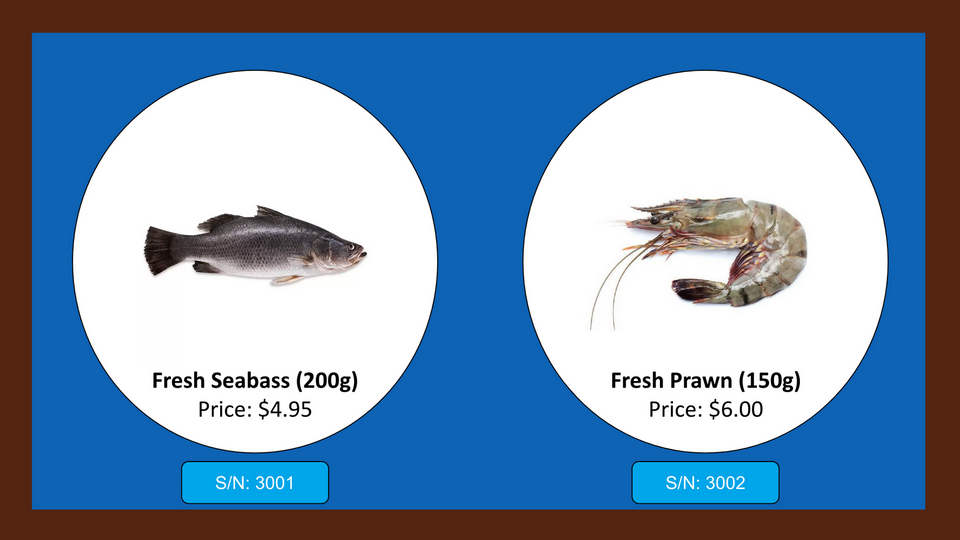 Fresh Seabass (200g)
Price: $4.95
S/N: 3001
Fresh Prawn (150g)
Price: $6.00
S/N: 3002